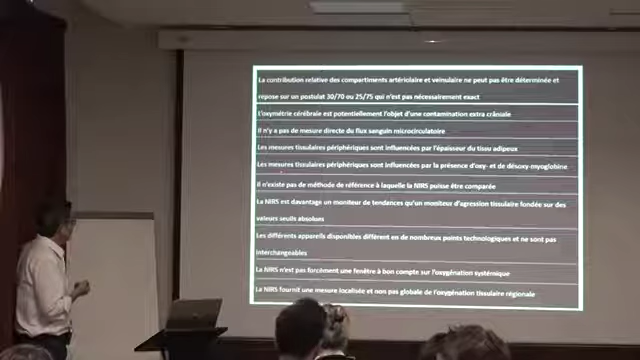 La contribution relative des compartiments artériolaire et veinulaire ne peut pas être déterminée et
repose sur un postulat 30/70 ou 25/75 qui n'est pas nécessairement exact
L'oxymétrie cérébrale est potentiellement l'objet d'une contamination extra crânienne
Il n'y a pas de mesure directe du flux sanguin microcirculatoire
Les mesures tissulaires périphériques sont influencées par l'épaisseur du tissu adipeux
Les mesures tissulaires périphériques sont influencées par la présence d'oxy- et de désoxy-myoglobine
Il n'existe pas de méthode de référence à laquelle la NIRS puisse être comparée
La NIRS est davantage un moniteur de tendances qu'un moniteur d'agression tissulaire fondée sur des
valeurs seuils absolues
Les différents appareils disponibles diffèrent en de nombreux points technologiques et ne sont pas
interchangeables
La NIRS n'est pas forcément une fenêtre à bon compte sur l'oxygénation systémique
La NIRS fournit une mesure localisée et non pas globale de l'oxygénation tissulaire régionale